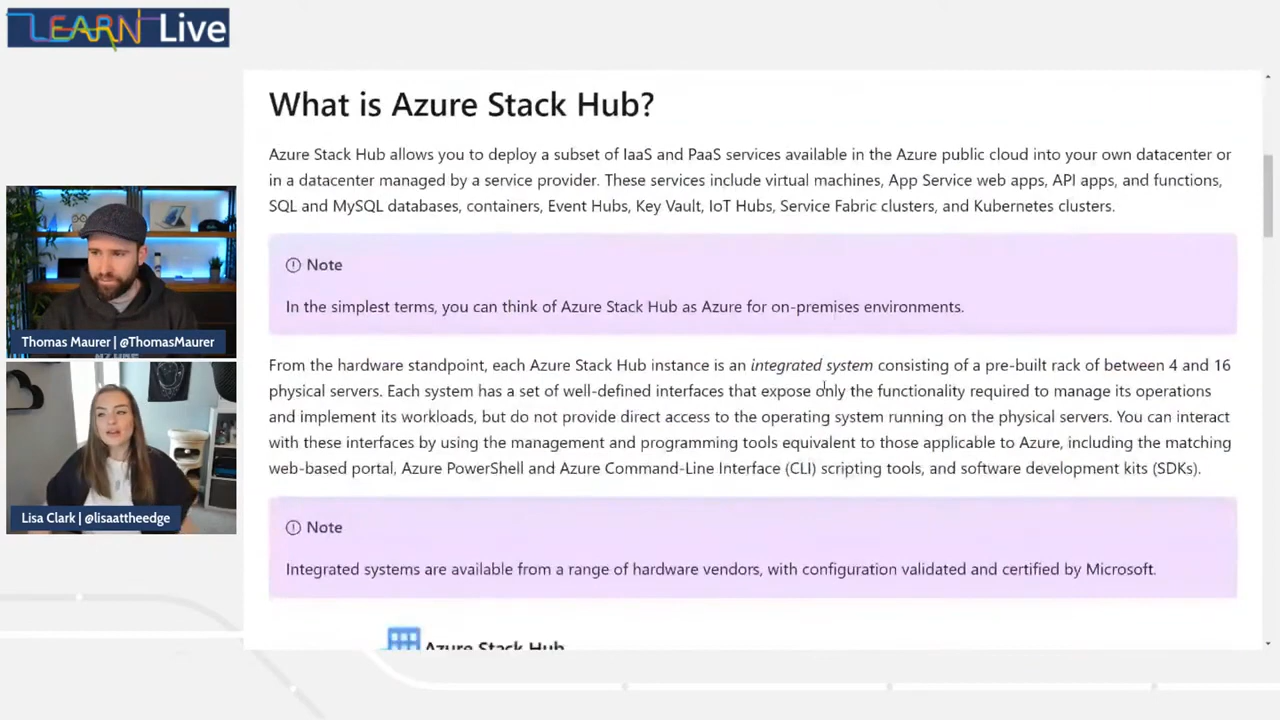 LEARN Live
What is Azure Stack Hub?
Azure Stack Hub allows you to deploy a subset of IaaS and PaaS services available in the Azure public cloud into your own datacenter or
in a datacenter managed by a service provider. These services include virtual machines, App Service web apps, API apps, and functions,
SQL and MySQL databases, containers, Event Hubs, Key Vault, IoT Hubs, Service Fabric clusters, and Kubernetes clusters.
Note
In the simplest terms, you can think of Azure Stack Hub as Azure for on-premises environments.
From the hardware standpoint, each Azure Stack Hub instance is an integrated system consisting of a pre-built rack of between 4 and 16
physical servers. Each system has a set of well-defined interfaces that expose only the functionality required to manage its operations
and implement its workloads, but do not provide direct access to the operating system running on the physical servers. You can interact
with these interfaces by using the management and programming tools equivalent to those applicable to Azure, including the matching
web-based portal, Azure PowerShell and Azure Command-Line Interface (CLI) scripting tools, and software development kits (SDKs).
Note
Integrated systems are available from a range of hardware vendors, with configuration validated and certified by Microsoft.
Azure Stack Hub
Thomas Maurer | @ThomasMaurer
AZURE
Lisa Clark | @lisaattheedge